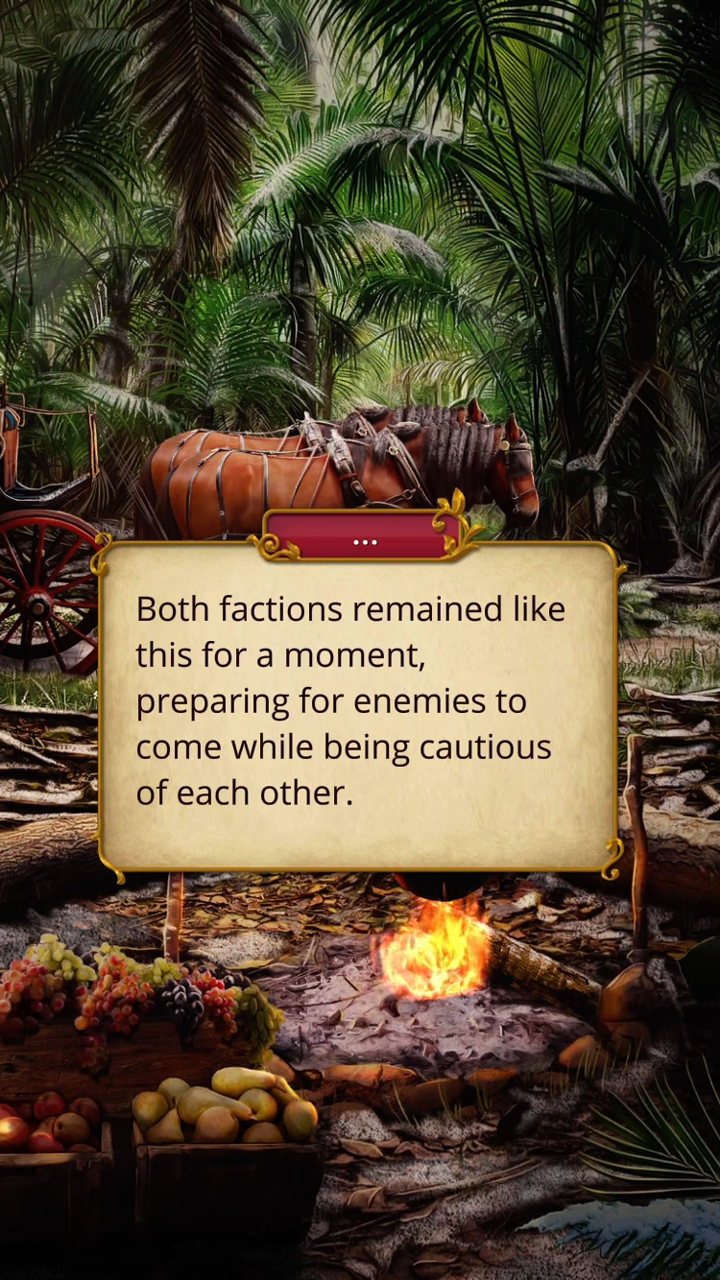 ...
Both factions remained like
this for a moment,
preparing for enemies to
come while being cautious
of each other.